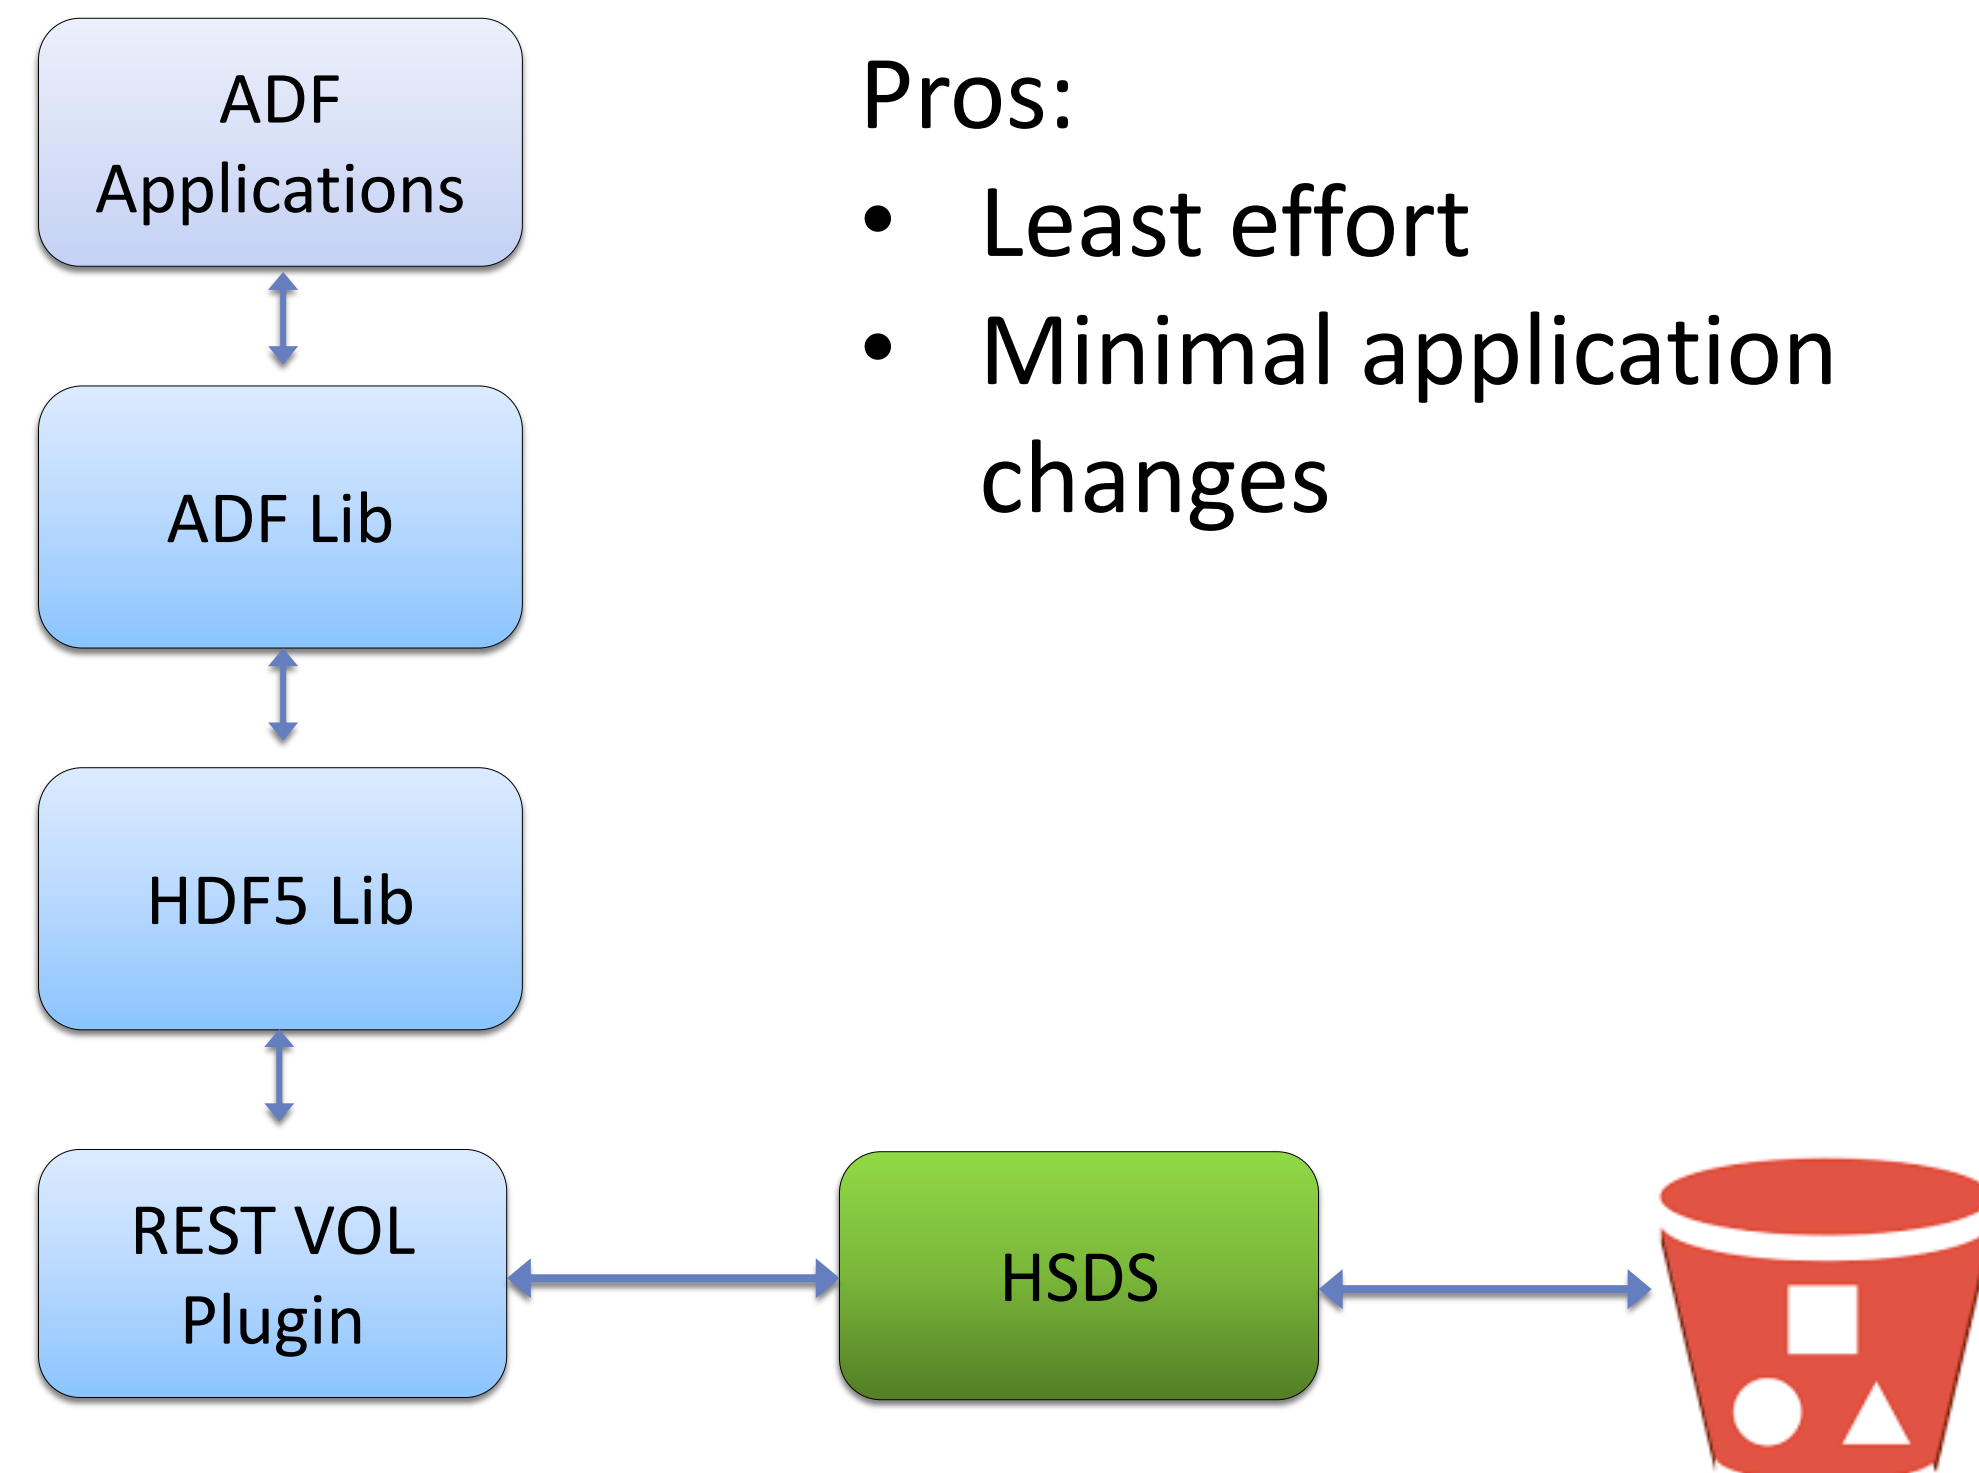 ADF
Applications
ADF Lib
HDF5 Lib
REST VOL
Plugin
HSDS
Pros:
• Least effort
• Minimal application
changes